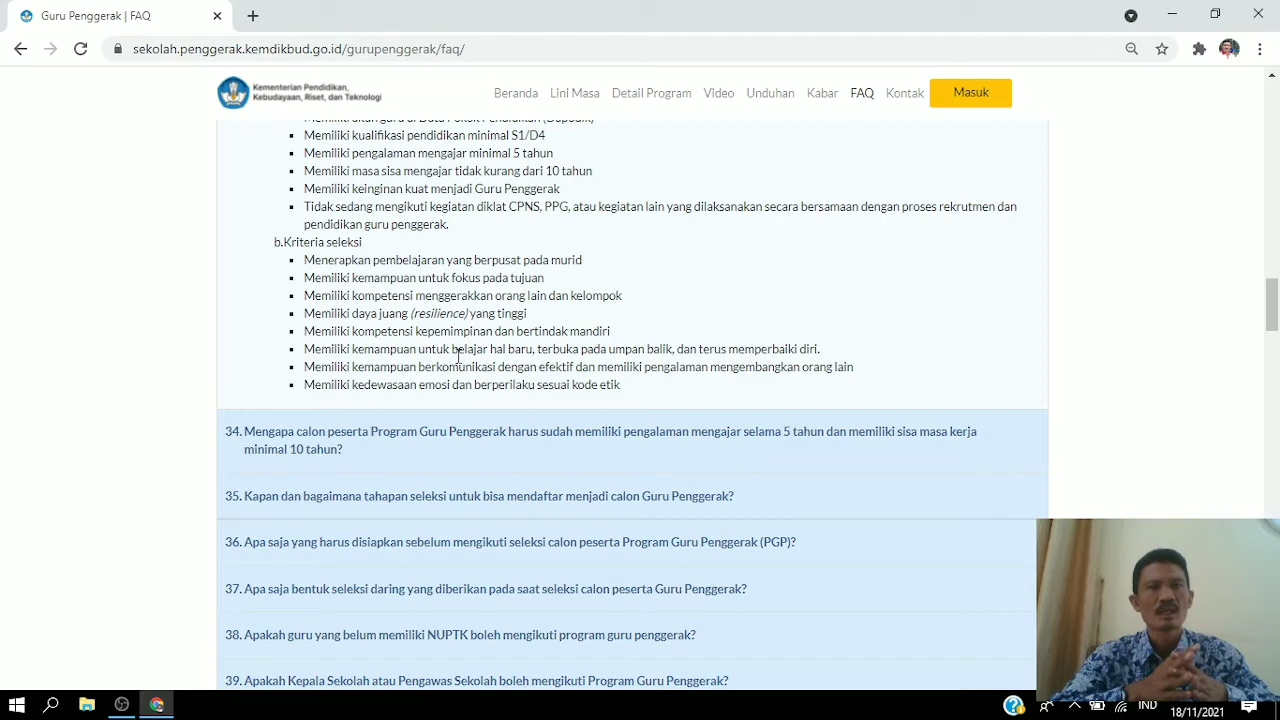 Guru Penggerak | FAQ
sekolah.penggerak.kemdikbud.go.id/gurupenggerak/faq/
Kementerian Pendidikan,
Kebudayaan, Riset, dan Teknologi
Beranda Lini Masa Detail Program Video Unduhan Kabar FAQ Kontak Masuk
Memiliki akun guru di Data Pokok Pendidikan (Dapodik)
Memiliki kualifikasi pendidikan minimal S1/D4
Memiliki pengalaman mengajar minimal 5 tahun
Memiliki masa sisa mengajar tidak kurang dari 10 tahun
Memiliki keinginan kuat menjadi Guru Penggerak
Tidak sedang mengikuti kegiatan diklat CPNS, PPG, atau kegiatan lain yang dilaksanakan secara bersamaan dengan proses rekrutmen dan
pendidikan guru penggerak.
b.Kriteria seleksi
Menerapkan pembelajaran yang berpusat pada murid
Memiliki kemampuan untuk fokus pada tujuan
Memiliki kompetensi menggerakkan orang lain dan kelompok
Memiliki daya juang (resilience) yang tinggi
Memiliki kompetensi kepemimpinan dan bertindak mandiri
Memiliki kemampuan untuk belajar hal baru, terbuka pada umpan balik, dan terus memperbaiki diri.
Memiliki kemampuan berkomunikasi dengan efektif dan memiliki pengalaman mengembangkan orang lain
Memiliki kedewasaan emosi dan berperilaku sesuai kode etik
34. Mengapa calon peserta Program Guru Penggerak harus sudah memiliki pengalaman mengajar selama 5 tahun dan memiliki sisa masa kerja
minimal 10 tahun?
35. Kapan dan bagaimana tahapan seleksi untuk bisa mendaftar menjadi calon Guru Penggerak?
36. Apa saja yang harus disiapkan sebelum mengikuti seleksi calon peserta Program Guru Penggerak (PGP)?
37. Apa saja bentuk seleksi daring yang diberikan pada saat seleksi calon peserta Guru Penggerak?
38. Apakah guru yang belum memiliki NUPTK boleh mengikuti program guru penggerak?
39. Apakah Kepala Sekolah atau Pengawas Sekolah boleh mengikuti Program Guru Penggerak?
IND
18/11/2021